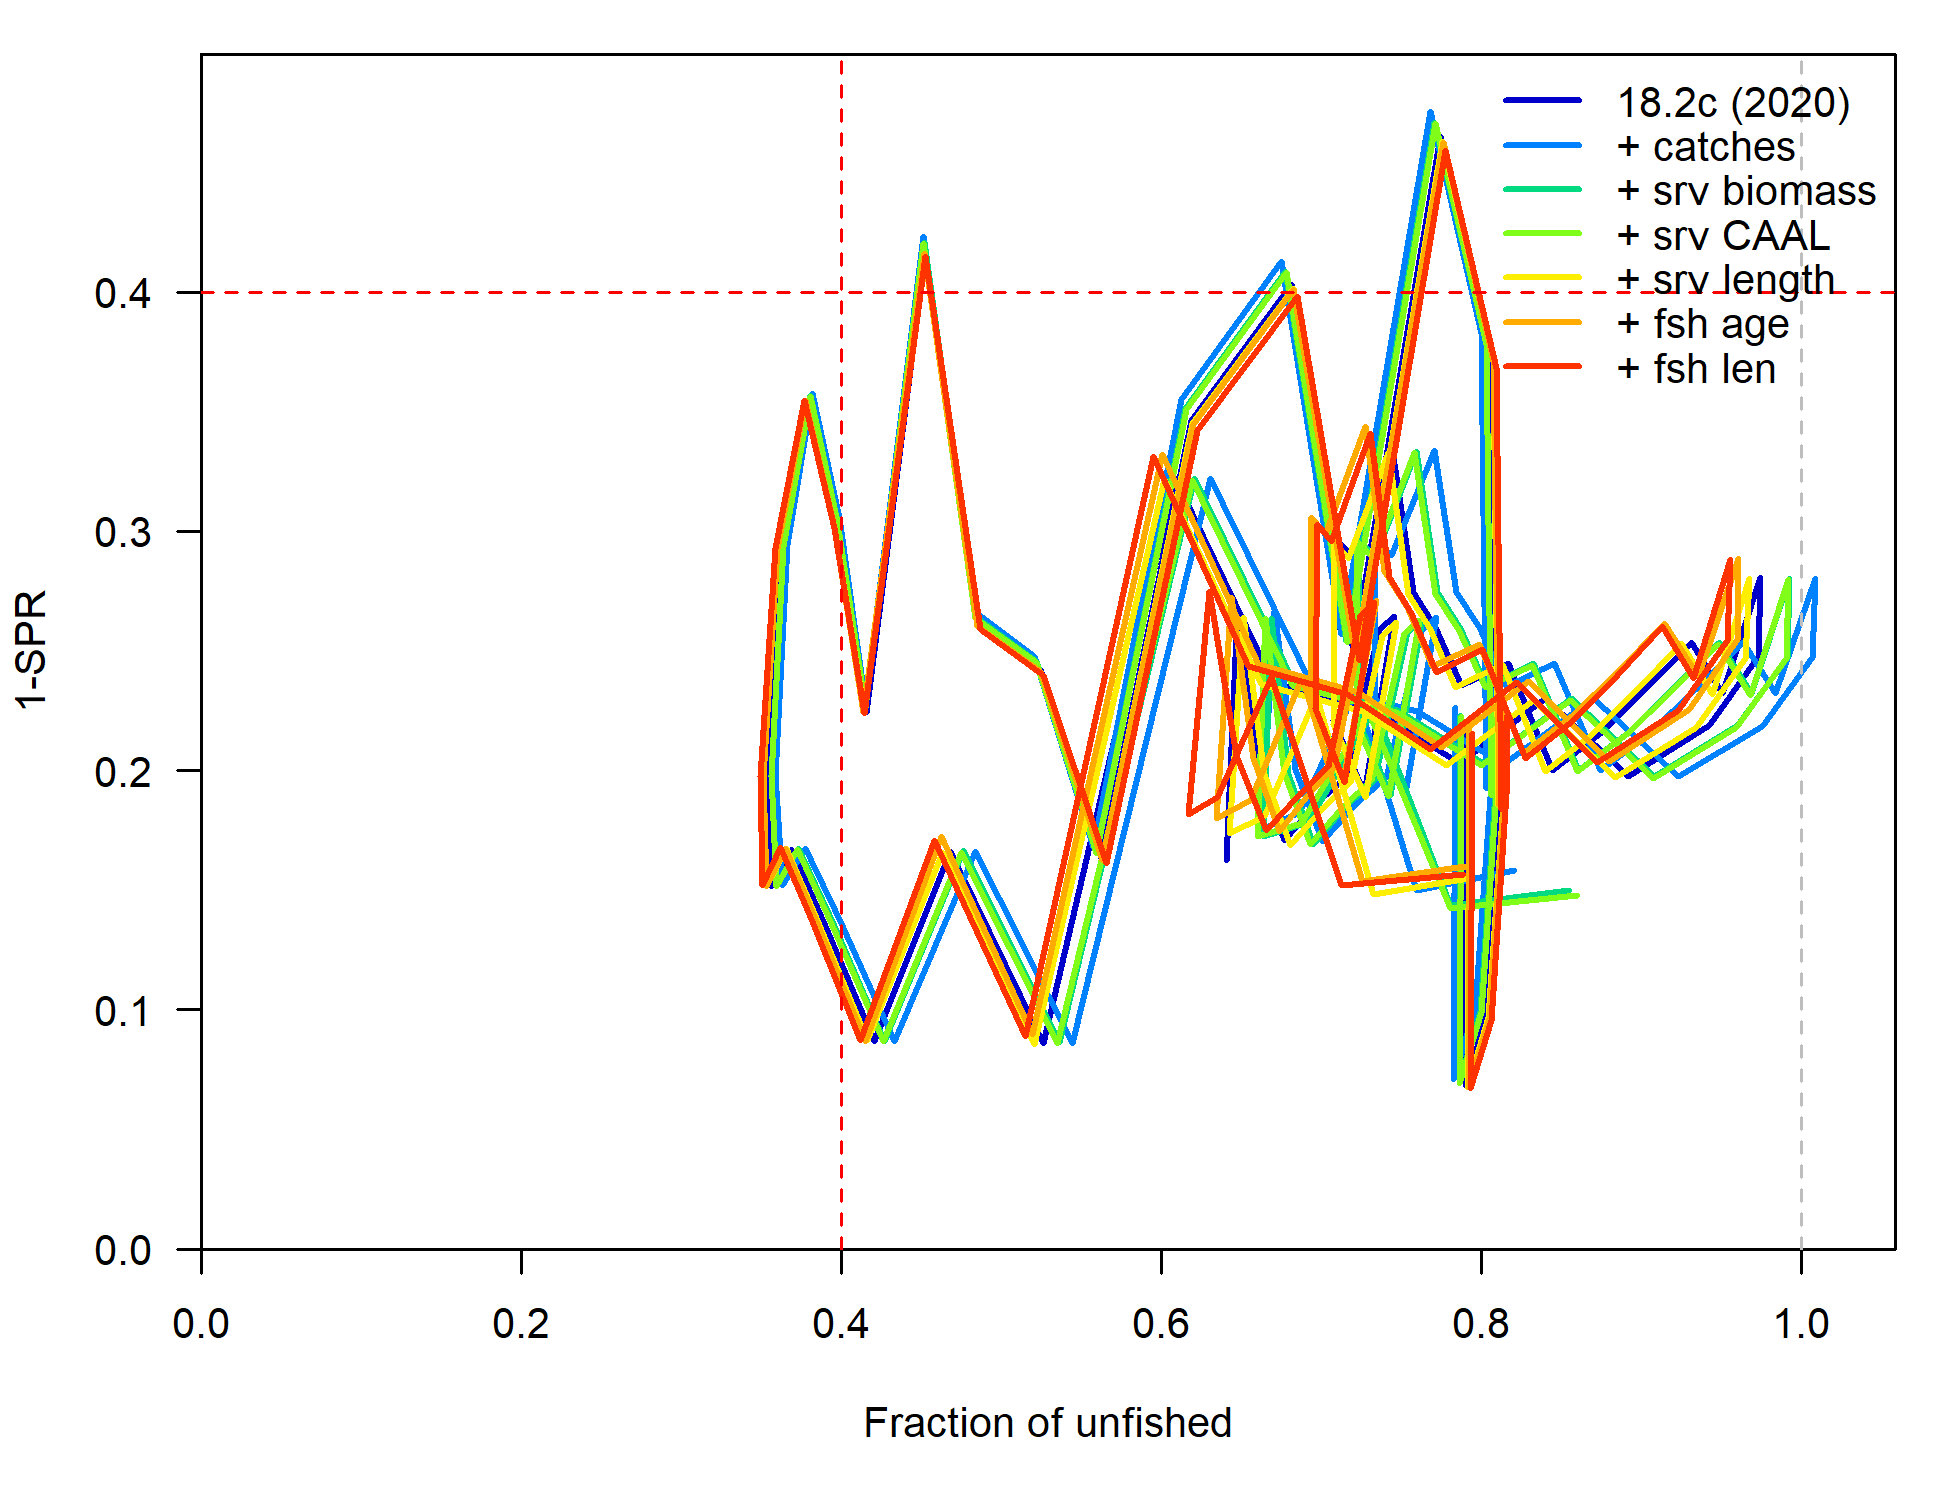 18.2c (2020)
+ catches
+ srv biomass
+ srv CAAL
+ srv length
+ fsh age
+ fsh len
1-SPR
0.4
0.3
0.2
0.1
0.0
0.0 0.2 0.4 0.6 0.8 1.0
Fraction of unfished